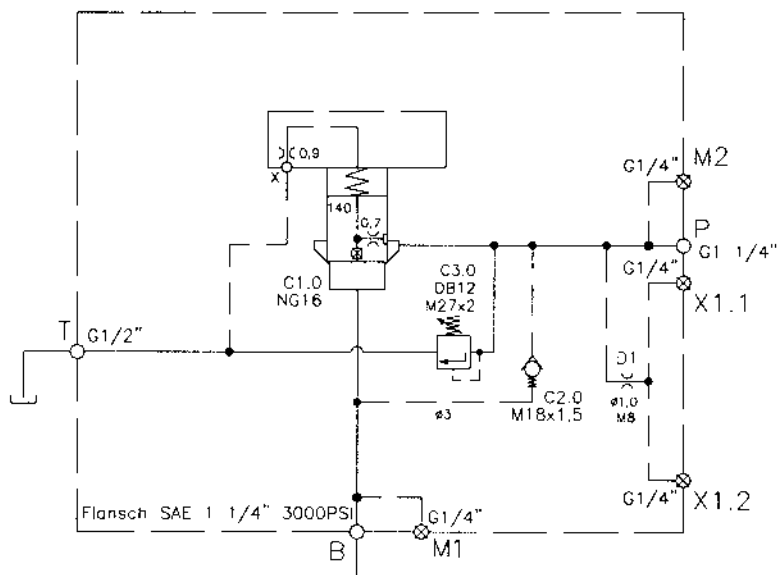 M2
G1/4"
0,9
X
140
0,7
P
G1 1/4"
G1/4"
X1.1
C1.0
NG16
C3.0
DB12
M27x2
T
G1/2"
D1
ø1,0
M8
C2.0
M18x1,5
ø3
G1/4"
X1.2
Flansch SAE 1 1/4" 3000PSI
G1/4"
B
M1